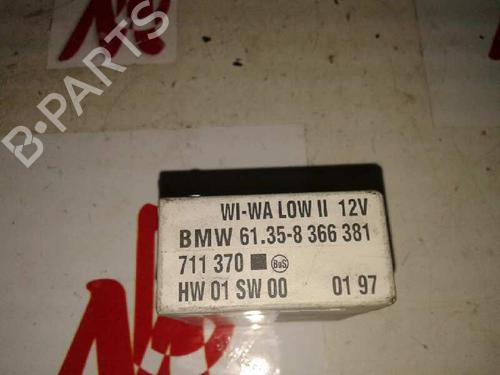 B-PARTS
WI-WA LOW II 12V
BMW 61.35-8 366 381
711 370 B&S
HW 01 SW 00 01 97